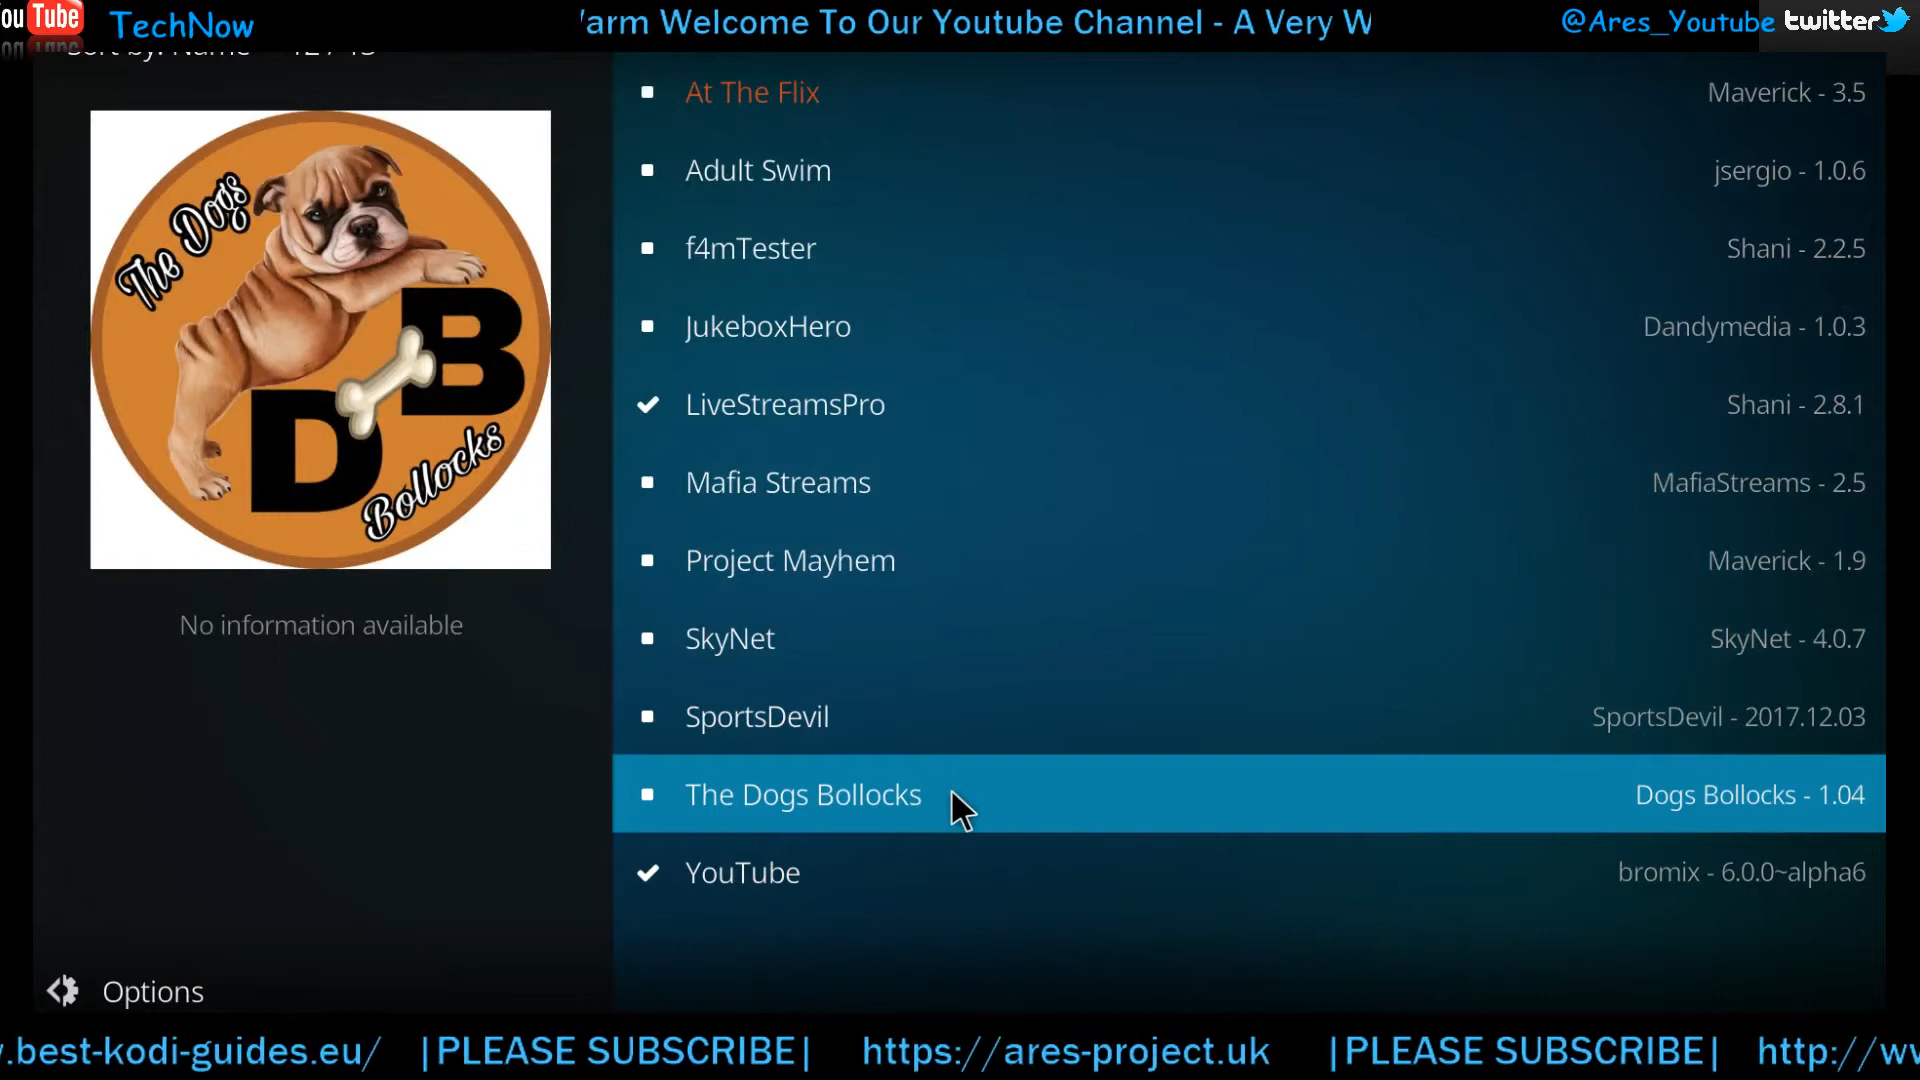 You Tube TechNow
arm Welcome To Our Youtube Channel - A Very W
@Ares_Youtube twitter
Sort by: Name
At The Flix Maverick - 3.5
Adult Swim jsergio - 1.0.6
f4mTester Shani - 2.2.5
JukeboxHero Dandymedia - 1.0.3
LiveStreamsPro Shani - 2.8.1
Mafia Streams MafiaStreams - 2.5
Project Mayhem Maverick - 1.9
SkyNet SkyNet - 4.0.7
SportsDevil SportsDevil - 2017.12.03
The Dogs Bollocks Dogs Bollocks - 1.04
YouTube bromix - 6.0.0~alpha6
The Dogs
D B
Bollocks
No information available
Options
.best-kodi-guides.eu/ |PLEASE SUBSCRIBE| https://ares-project.uk |PLEASE SUBSCRIBE| http://w